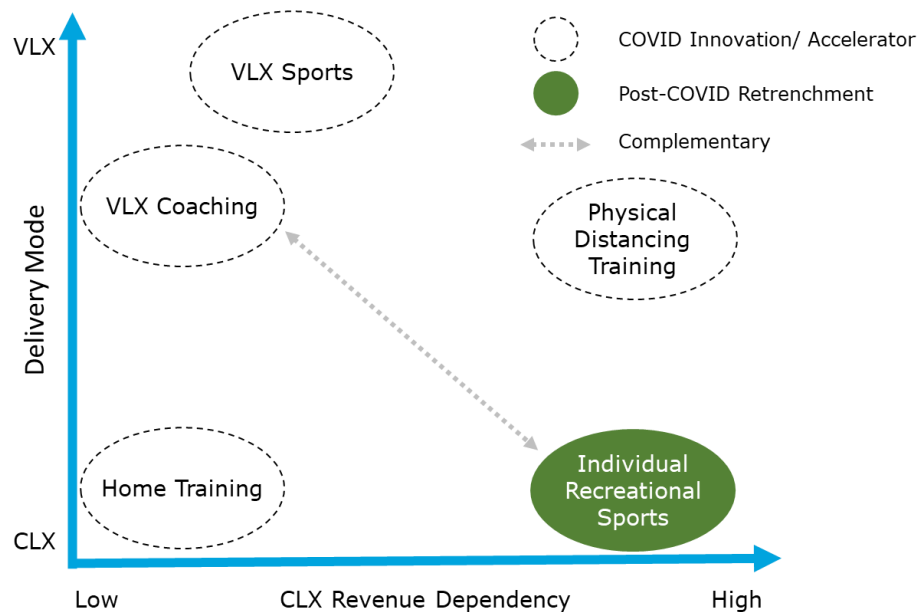 VLX
VLX Sports
COVID Innovation/ Accelerator
Post-COVID Retrenchment
Complementary
VLX Coaching
Physical
Distancing
Training
Delivery Mode
Home Training
Individual
Recreational
Sports
CLX
Low
CLX Revenue Dependency
High